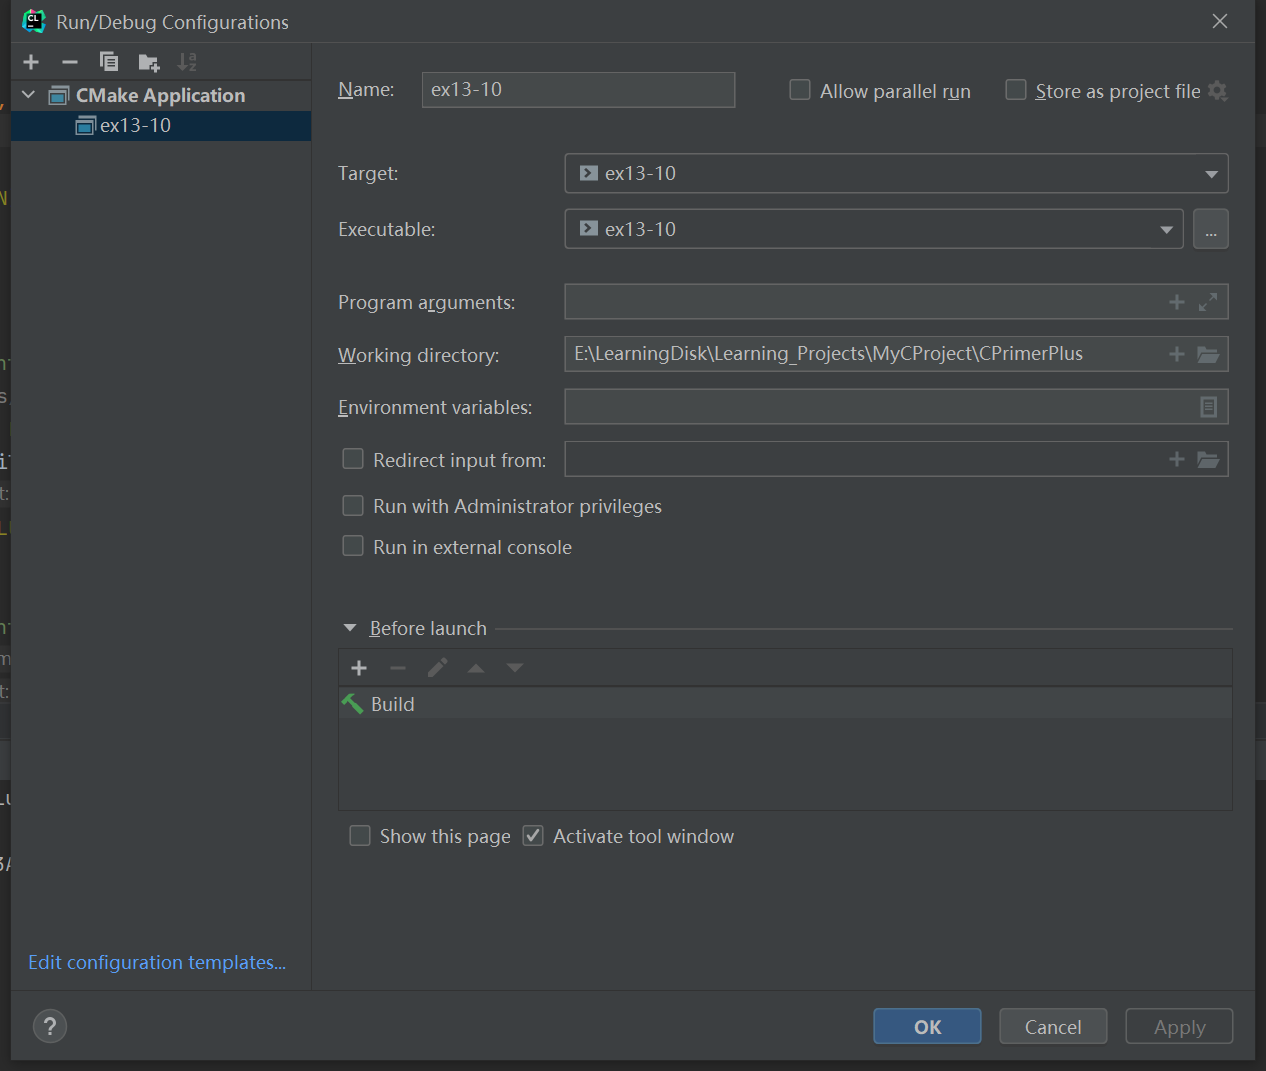 Run/Debug Configurations
CMake Application
ex13-10
Name: ex13-10
Allow parallel run
Store as project file
Target: ex13-10
Executable: ex13-10
...
Program arguments:
Working directory: E:\LearningDisk\Learning_Projects\MyCProject\CPrimerPlus
Environment variables:
Redirect input from:
Run with Administrator privileges
Run in external console
Before launch
Build
Show this page
Activate tool window
Edit configuration templates...
?
OK
Cancel
Apply